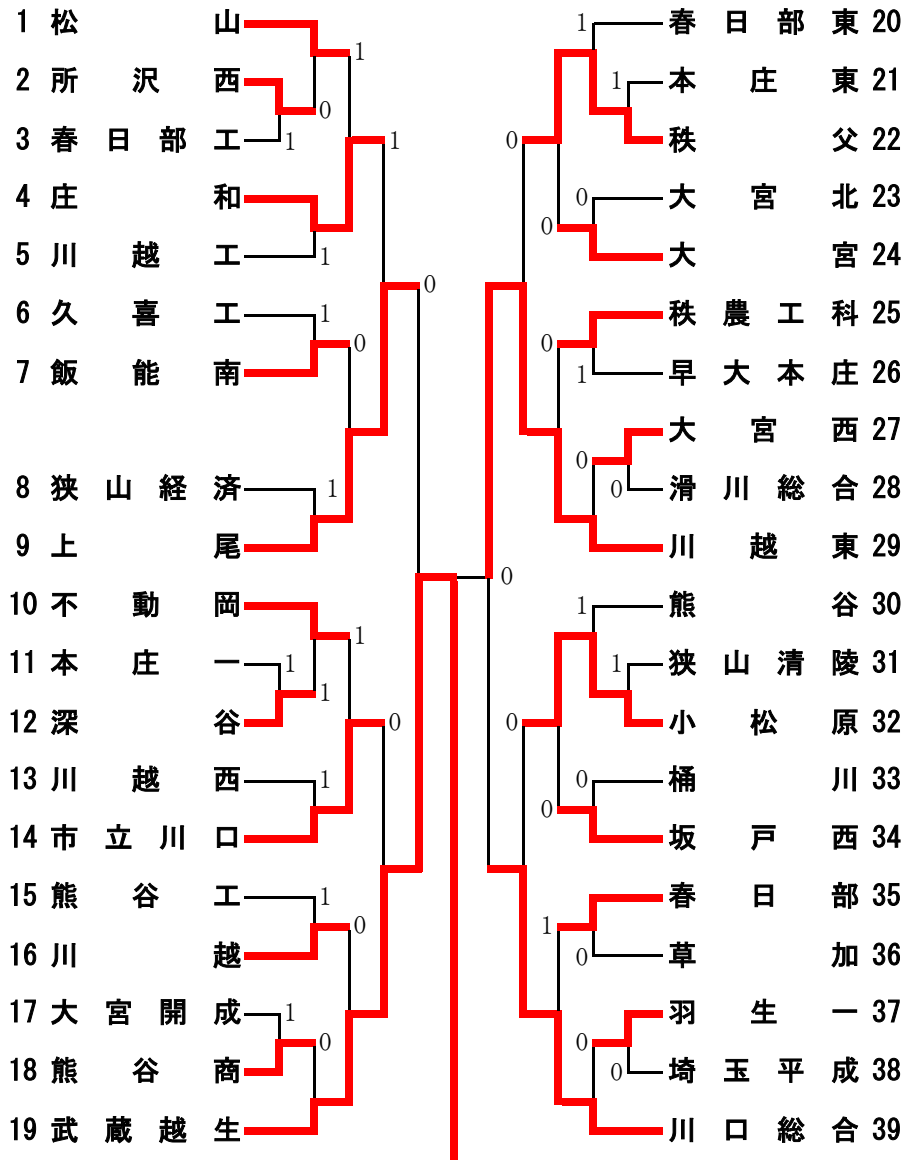 1 松山
2 所沢西
3 春日部工
4 庄和
5 川越工
6 久喜工
7 飯能南
8 狭山経済
9 上尾
10 不動岡
11 本庄一
12 深谷
13 川越西
14 市立川口
15 熊谷工
16 川越
17 大宮開成
18 熊谷商
19 武蔵越生
1
0
1
1
1
1
0
0
1
1
1
1
0
1
1
0
1
0
春日部東 20
本庄東 21
秩父 22
大宮北 23
大宮 24
秩農工科 25
早大本庄 26
大宮西 27
滑川総合 28
川越東 29
熊谷 30
狭山清陵 31
小松原 32
桶川 33
坂戸西 34
春日部 35
草加 36
羽生一 37
埼玉平成 38
川口総合 39
1
1
0
0
0
0
1
0
0
0
1
1
0
0
0
1
0
0
0